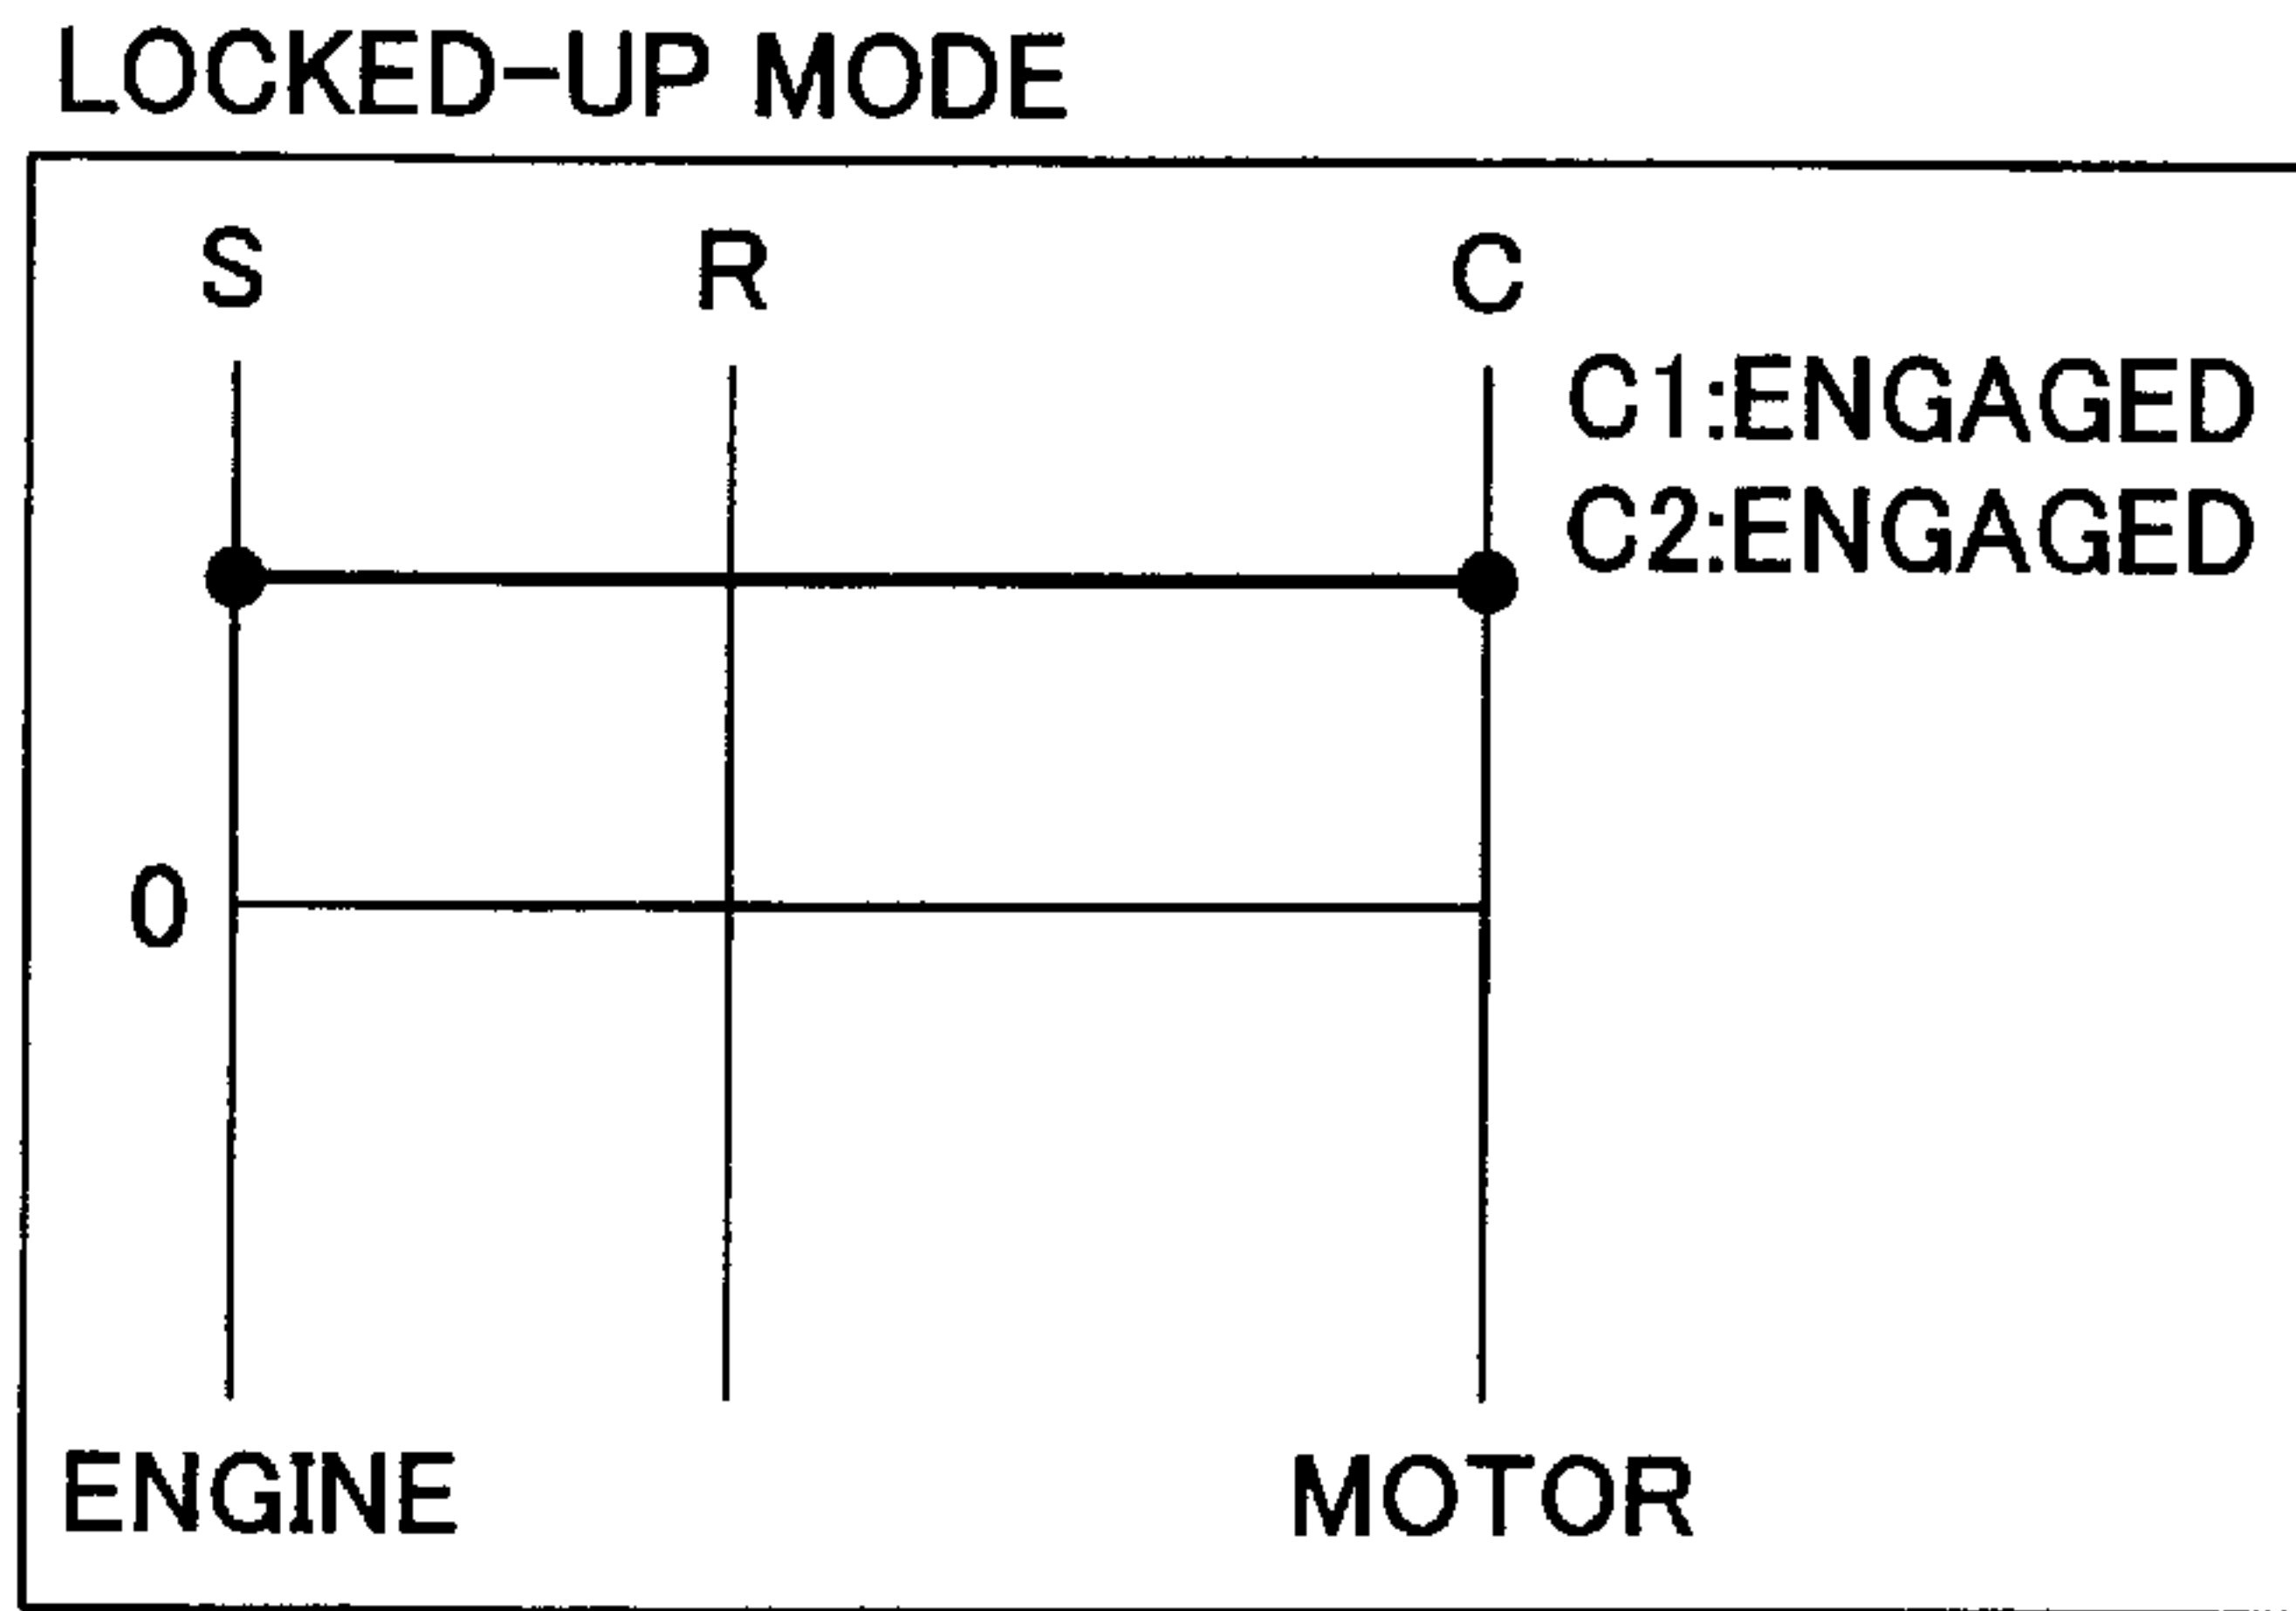 LOCKED-UP MODE
S R C
C1:ENGAGED
C2:ENGAGED
0
ENGINE MOTOR